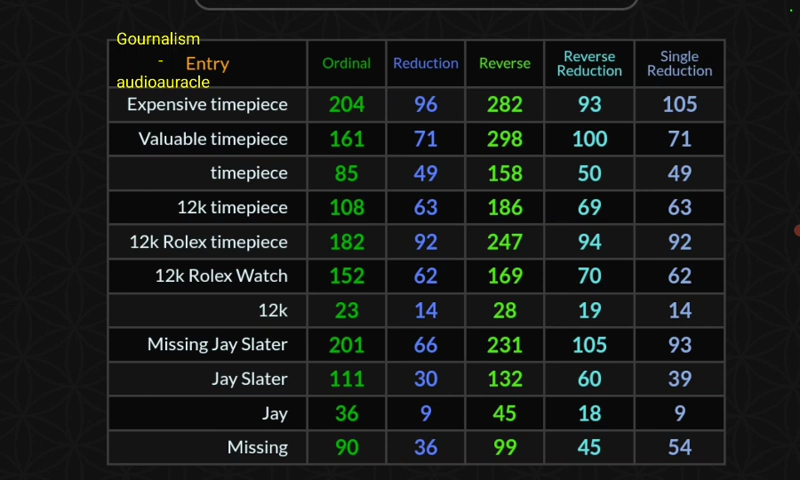 Gournalism
-
audioauracle
Entry Ordinal Reduction Reverse Reverse Reduction Single Reduction
Expensive timepiece 204 96 282 93 105
Valuable timepiece 161 71 298 100 71
timepiece 85 49 158 50 49
12k timepiece 108 63 186 69 63
12k Rolex timepiece 182 92 247 94 92
12k Rolex Watch 152 62 169 70 62
12k 23 14 28 19 14
Missing Jay Slater 201 66 231 105 93
Jay Slater 111 30 132 60 39
Jay 36 9 45 18 9
Missing 90 36 99 45 54